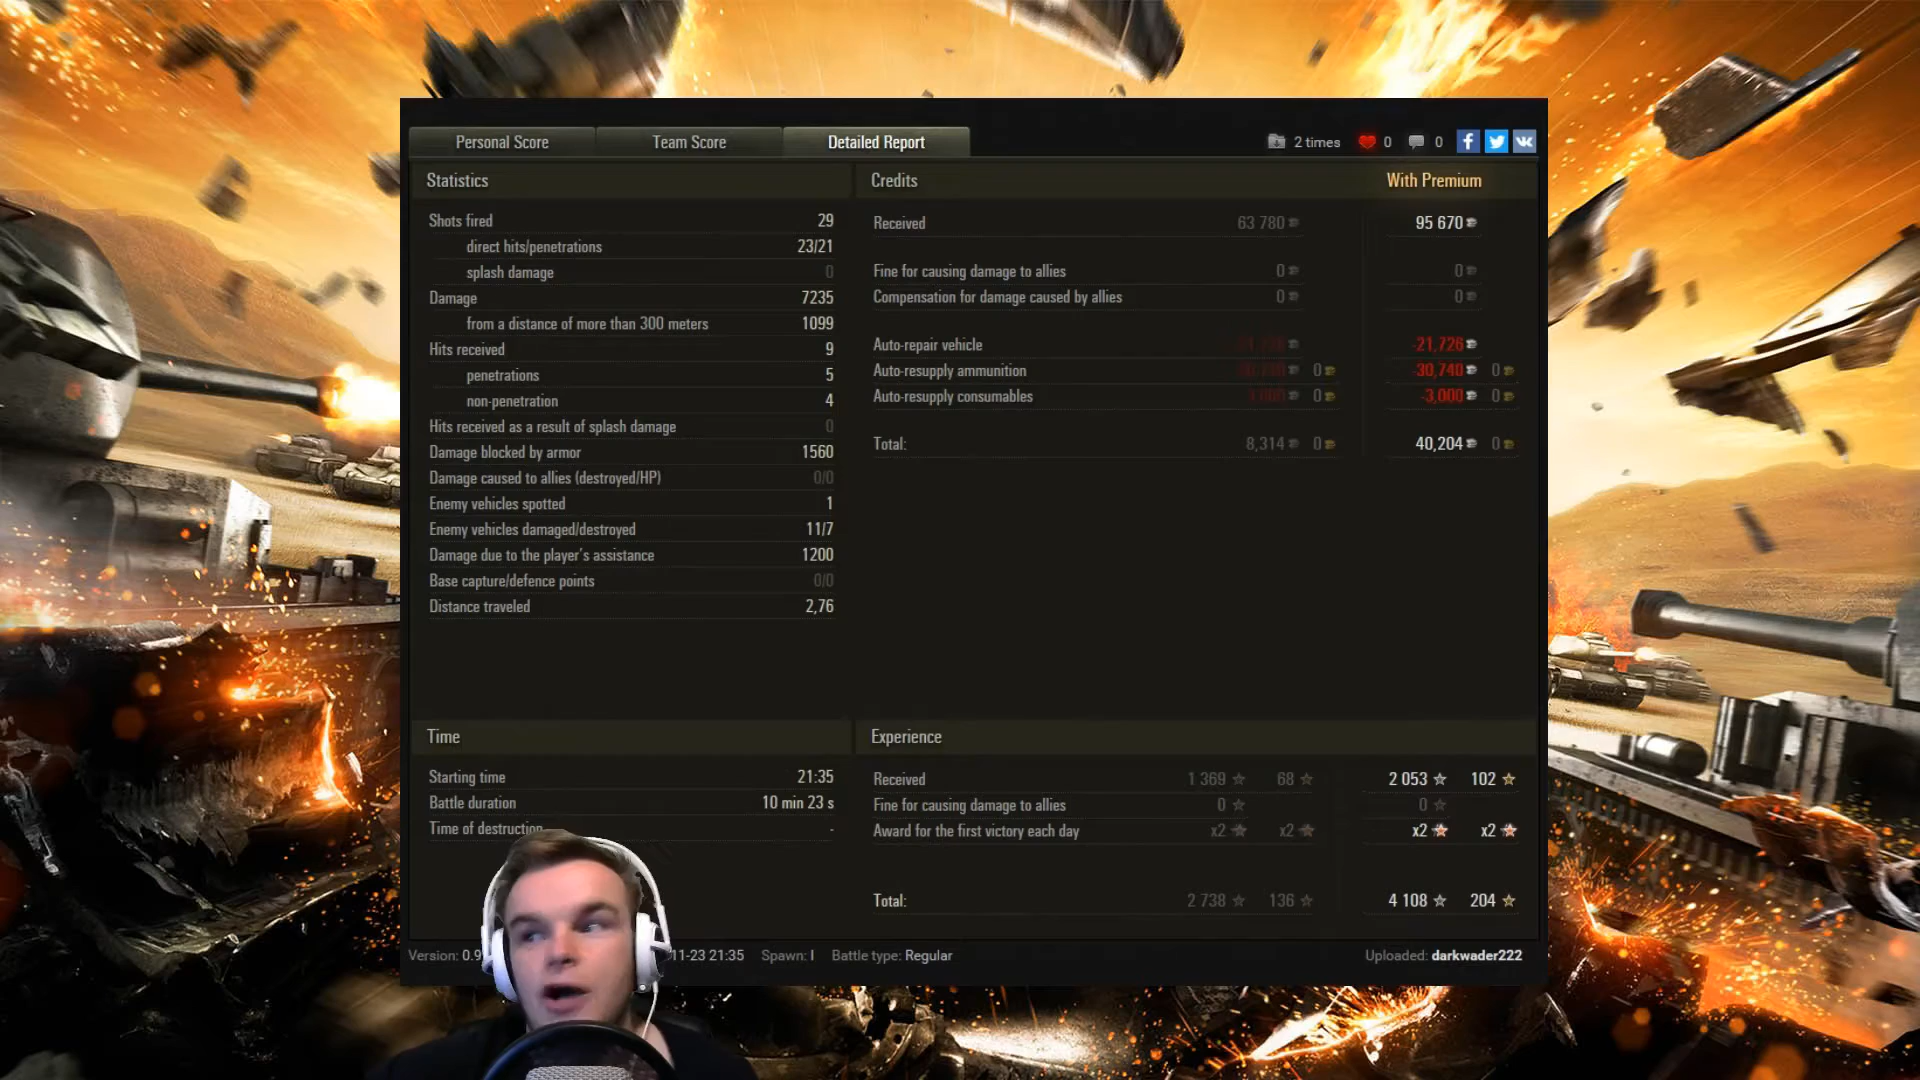 Personal Score Team Score Detailed Report 2 times 0 0
Statistics
Shots fired 29
direct hits/penetrations 23/21
splash damage 0
Damage 7235
from a distance of more than 300 meters 1099
Hits received 9
penetrations 5
non-penetration 4
Hits received as a result of splash damage 0
Damage blocked by armor 1560
Damage caused to allies (destroyed/HP) 0/0
Enemy vehicles spotted 1
Enemy vehicles damaged/destroyed 11/7
Damage due to the player's assistance 1200
Base capture/defence points 0/0
Distance traveled 2,76
Credits With Premium
Received 63 780 95 670
Fine for causing damage to allies 0 0
Compensation for damage caused by allies 0 0
Auto-repair vehicle -21,726
Auto-resupply ammunition 0 -30,740 0
Auto-resupply consumables 0 -3,000 0
Total: 8,314 0 40,204 0
Time
Starting time 21:35
Battle duration 10 min 23 s
Time of destruction -
Experience
Received 1 369 68 2 053 102
Fine for causing damage to allies 0 0
Award for the first victory each day x2 x2 x2 x2
Total: 2 738 136 4 108 204
Version: 0.9 11-23 21:35 Spawn: I Battle type: Regular Uploaded: darkwader222